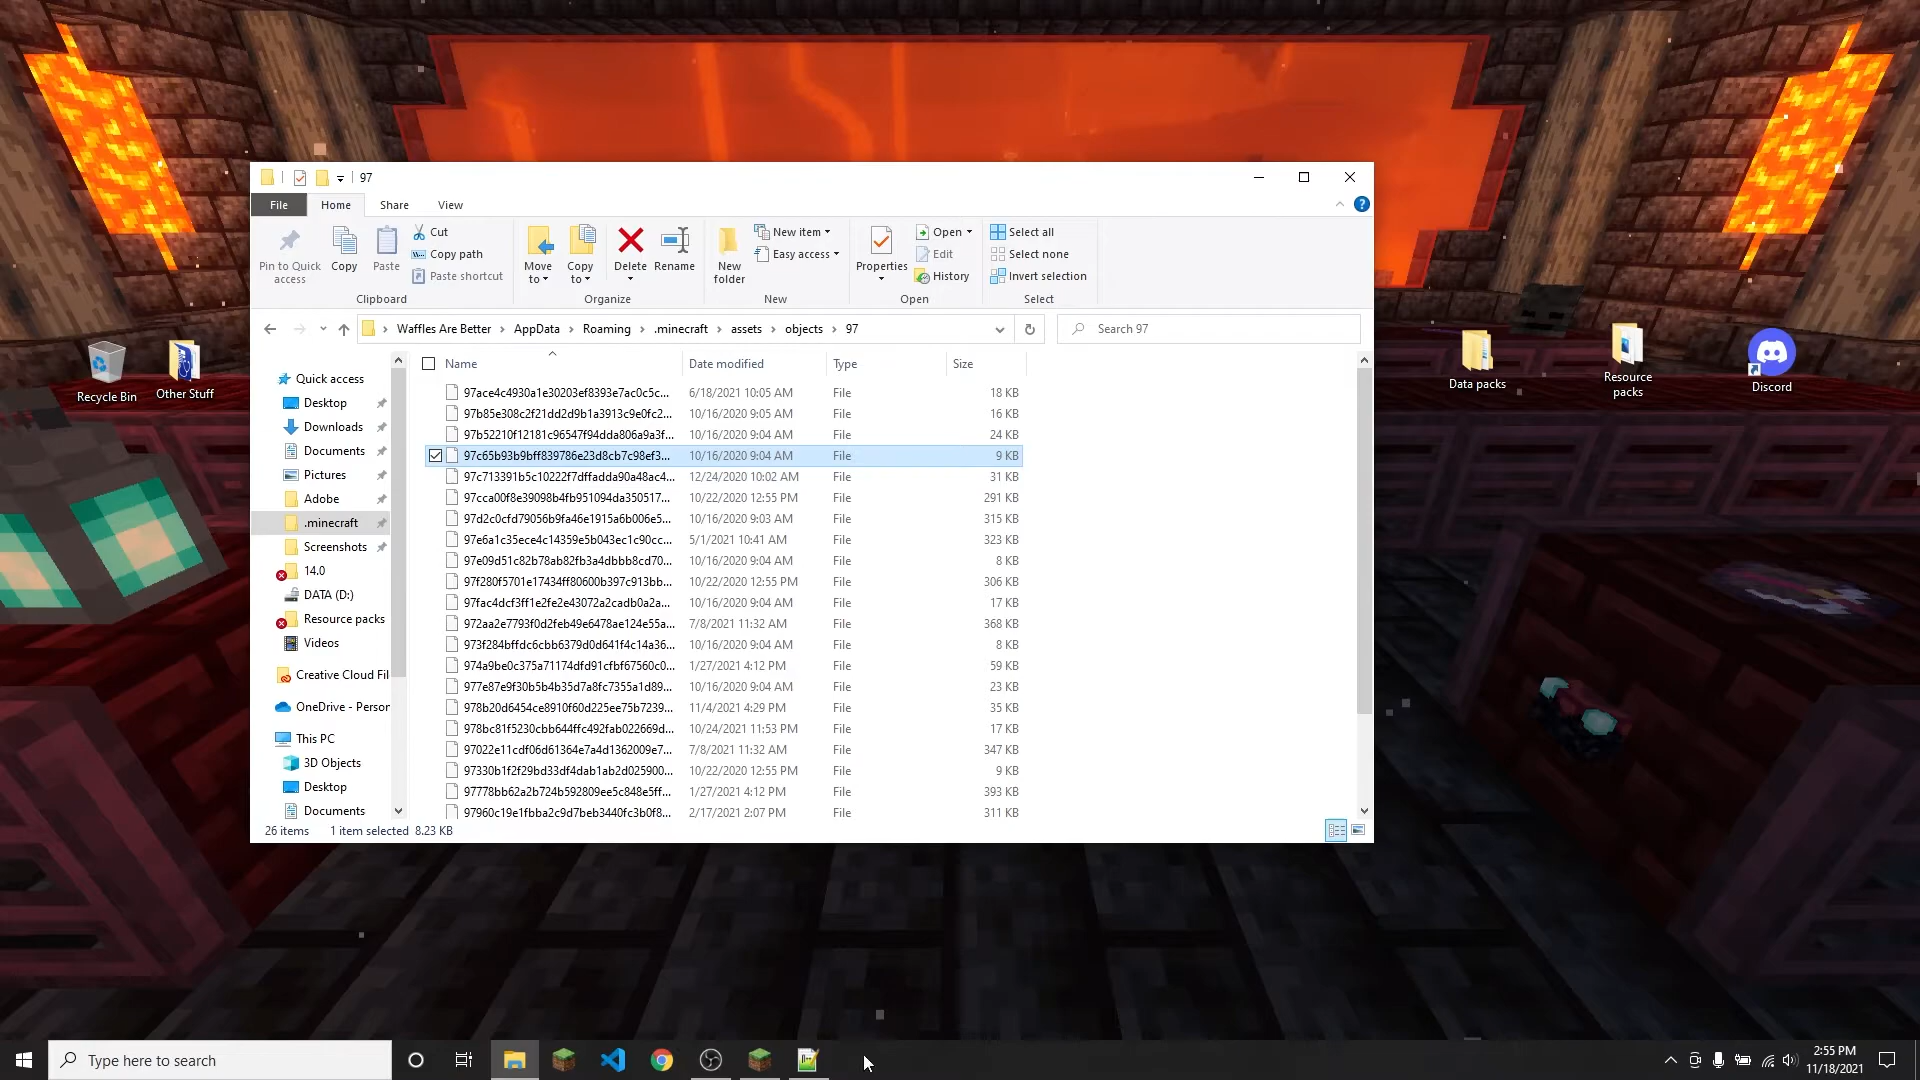 97
File
Home
Share
View
Pin to Quick access
Copy
Paste
Cut
Copy path
Paste shortcut
Move to
Copy to
Delete
Rename
New folder
New item
Easy access
Properties
Open
Edit
History
Select all
Select none
Invert selection
Clipboard
Organize
New
Open
Select
Waffles Are Better > AppData > Roaming > .minecraft > assets > objects > 97
Search 97
Quick access
Desktop
Downloads
Documents
Pictures
Adobe
.minecraft
Screenshots
14.0
DATA (D:)
Resource packs
Videos
Creative Cloud Fil
OneDrive - Person
This PC
3D Objects
Desktop
Documents
Name Date modified Type Size
97ace4c4930a1e30203ef8393e7ac0c5c... 6/18/2021 10:05 AM File 18 KB
97b85e308c2f21dd2d9b1a3913c9e0fc2... 10/16/2020 9:05 AM File 16 KB
97b52210f12181c96547f94dda806a9a3f... 10/16/2020 9:04 AM File 24 KB
97c65b93b9bff839786e23d8cb7c98ef3... 10/16/2020 9:04 AM File 9 KB
97c713391b5c10222f7dffadda90a48ac4... 12/24/2020 10:02 AM File 31 KB
97cca00f8e39098b4fb951094da350517... 10/22/2020 12:55 PM File 291 KB
97d2c0cfd79056b9fa46e1915a6b006e5... 10/16/2020 9:03 AM File 315 KB
97e6a1c35ece4c14359e5b043ec1c90cc... 5/1/2021 10:41 AM File 323 KB
97e09d51c82b78ab82fb3a4dbbb8cd70... 10/16/2020 9:04 AM File 8 KB
97f280f5701e17434ff80600b397c913bb... 10/22/2020 12:55 PM File 306 KB
97fac4dcf3ff1e2fe2e43072a2cadb0a2a... 10/16/2020 9:04 AM File 17 KB
972aa2e7793f0d2feb49e6478ae124e55a... 7/8/2021 11:32 AM File 368 KB
973f284bffdc6cbb6379d0d641f4c14a36... 10/16/2020 9:04 AM File 8 KB
974a9be0c375a71174dfd91cfbf67560c0... 1/27/2021 4:12 PM File 59 KB
977e87e9f30b5b4b35d7a8fc7355a1d89... 10/16/2020 9:04 AM File 23 KB
978b20d6454ce8910f60d225ee75b7239... 11/4/2021 4:29 PM File 35 KB
978bc81f5230cbb644ffc492fab022669d... 10/24/2021 11:53 PM File 17 KB
97022e11cdf06d61364e7a4d1362009e7... 7/8/2021 11:32 AM File 347 KB
97330b1f2f29bd33df4dab1ab2d025900... 10/22/2020 12:55 PM File 9 KB
97778bb62a2b724b592809ee5c848e5ff... 1/27/2021 4:12 PM File 393 KB
97960c19e1fbba2c9d7beb3440fc3b0f8... 2/17/2021 2:07 PM File 311 KB
26 items 1 item selected 8.23 KB
Recycle Bin
Other Stuff
Data packs
Resource packs
Discord
Type here to search
2:55 PM
11/18/2021